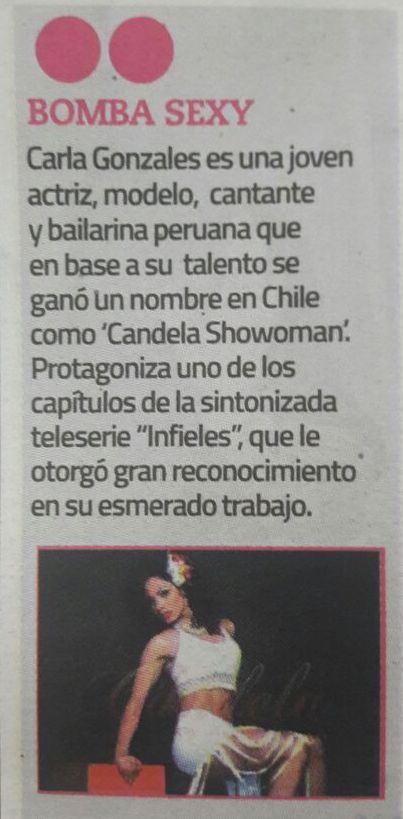 BOMBA SEXY
Carla Gonzales es una joven
actriz, modelo, cantante
y bailarina peruana que
en base a su talento se
ganó un nombre en Chile
como ‘Candela Showoman’.
Protagoniza uno de los
capítulos de la sintonizada
teleserie “Infieles”, que le
otorgó gran reconocimiento
en su esmerado trabajo.